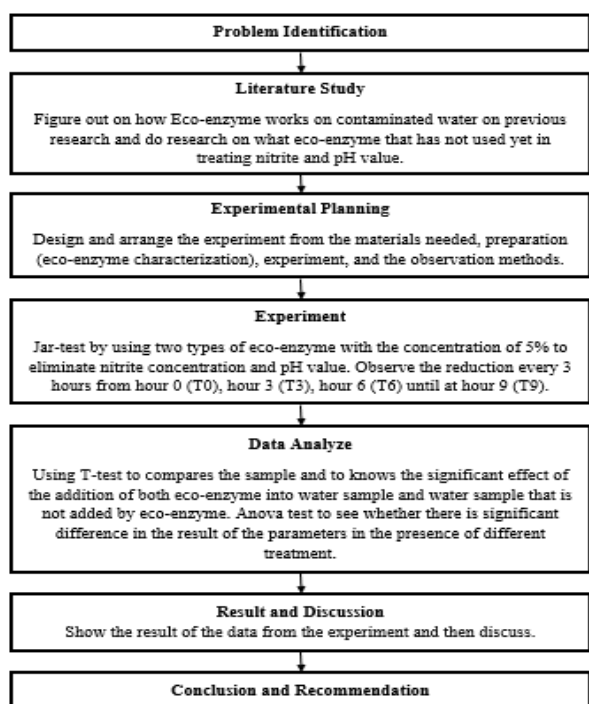 Problem Identification
Literature Study
Figure out on how Eco-enzyme works on contaminated water on previous
research and do research on what eco-enzyme that has not used yet in
treating nitrite and pH value.
Experimental Planning
Design and arrange the experiment from the materials needed, preparation
(eco-enzyme characterization), experiment, and the observation methods.
Experiment
Jar-test by using two types of eco-enzyme with the concentration of 5% to
eliminate nitrite concentration and pH value. Observe the reduction every 3
hours from hour 0 (T0), hour 3 (T3), hour 6 (T6) until at hour 9 (T9).
Data Analyze
Using T-test to compares the sample and to knows the significant effect of
the addition of both eco-enzyme into water sample and water sample that is
not added by eco-enzyme. Anova test to see whether there is significant
difference in the result of the parameters in the presence of different
treatment.
Result and Discussion
Show the result of the data from the experiment and then discuss.
Conclusion and Recommendation